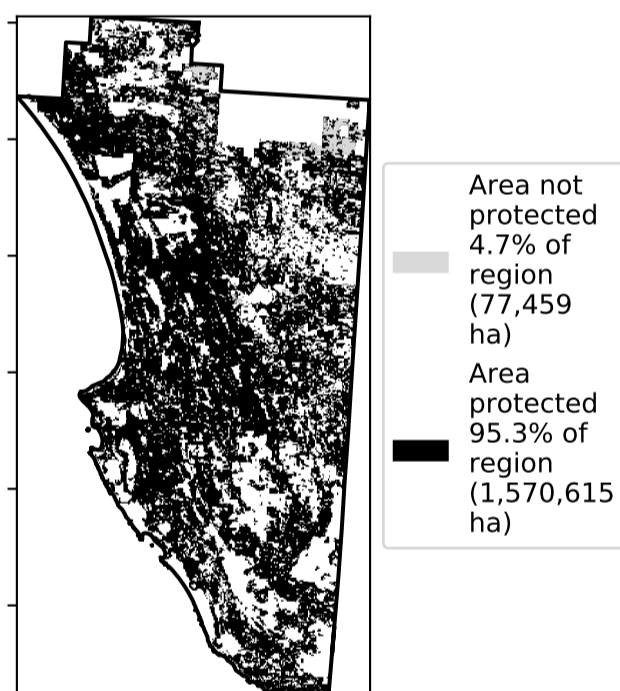 Area not
protected
4.7% of
region
(77,459
ha)
Area
protected
95.3% of
region
(1,570,615
ha)